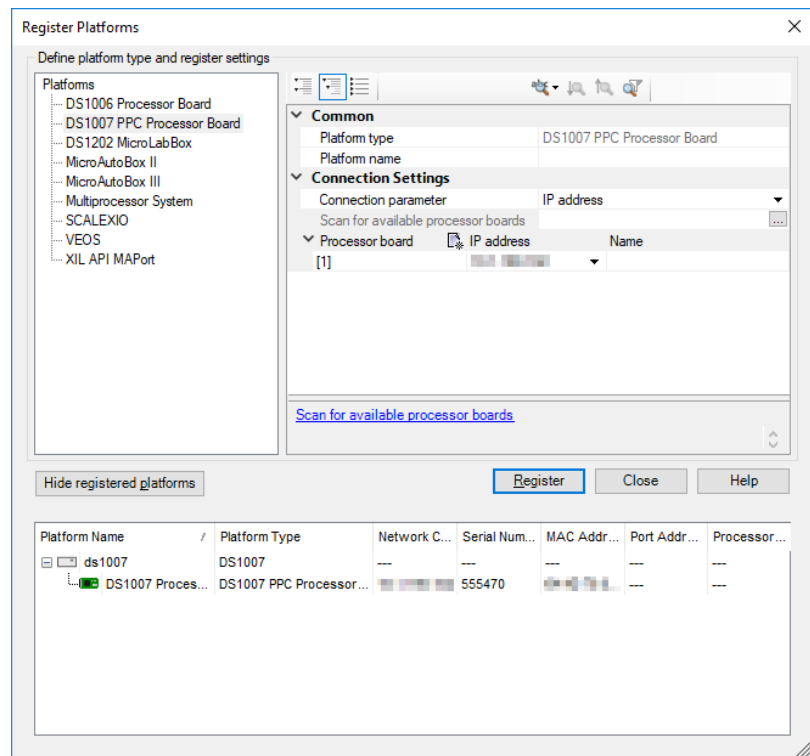 Register Platforms
Define platform type and register settings
Platforms
DS1006 Processor Board
DS1007 PPC Processor Board
DS1202 MicroLabBox
MicroAutoBox II
MicroAutoBox III
Multiprocessor System
SCALEXIO
VEOS
XIL API MAPort
abc
Common
Platform type DS1007 PPC Processor Board
Platform name
Connection Settings
Connection parameter IP address
Scan for available processor boards ...
Processor board IP address Name
[1]
Scan for available processor boards
Hide registered platforms Register Close Help
Platform Name / Platform Type Network C... Serial Num... MAC Addr... Port Addr... Processor...
ds1007 DS1007 --- --- --- --- ---
DS1007 Proces... DS1007 PPC Processor... 555470 --- ---